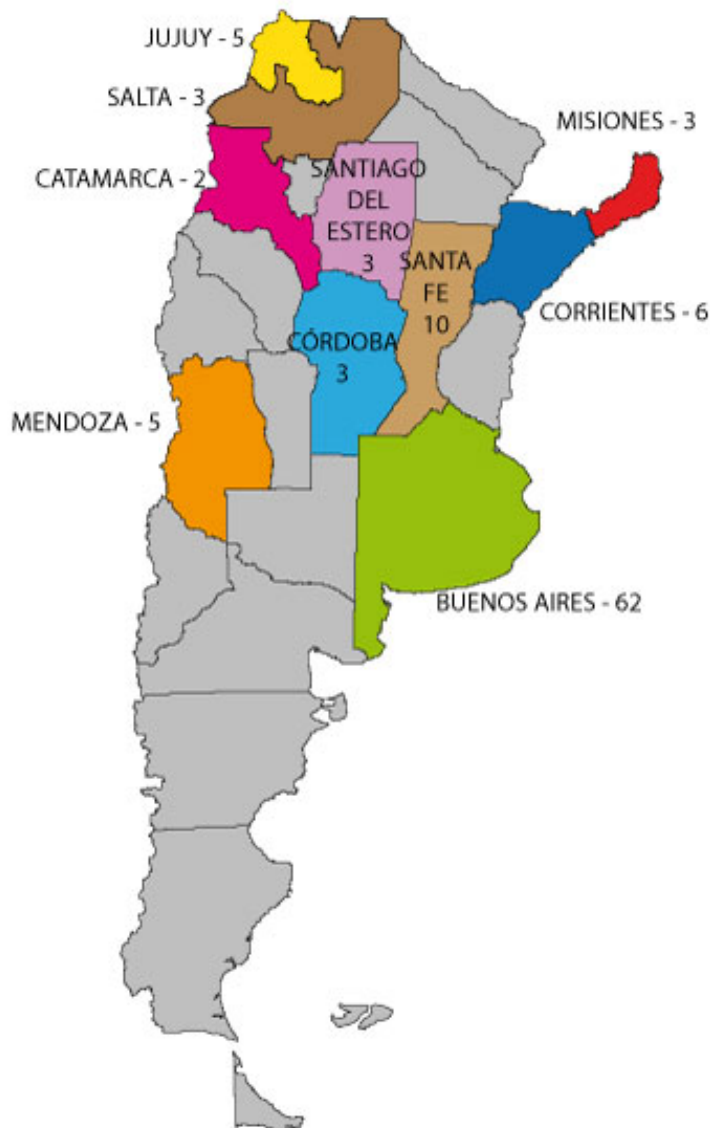 JUJUY - 5
SALTA - 3
MISIONES - 3
CATAMARCA - 2
SANTIAGO
DEL
ESTERO
3
SANTA
FE
10
CORRIENTES - 6
CÓRDOBA
3
MENDOZA - 5
BUENOS AIRES - 62